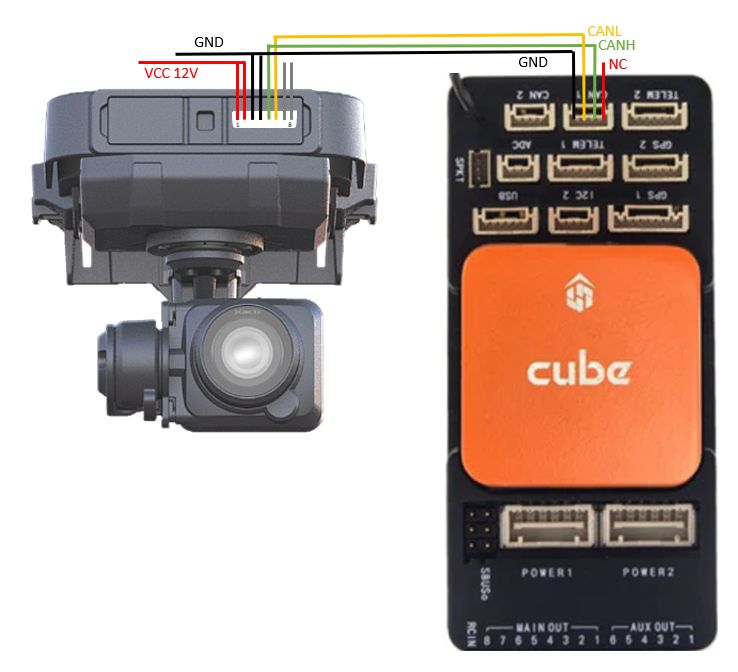 CANL
GND
CANH
GND
NC
VCC 12V
1
8
CAN 2
CAN 1
TELEM 2
ADC
TELEM 1
GPS 2
SPKT
USB
I2C 2
GPS 1
Xacti
cube
POWER1
POWER2
SBUSo
RCIN
MAIN OUT
AUX OUT
8 7 6 5 4 3 2 1
6 5 4 3 2 1